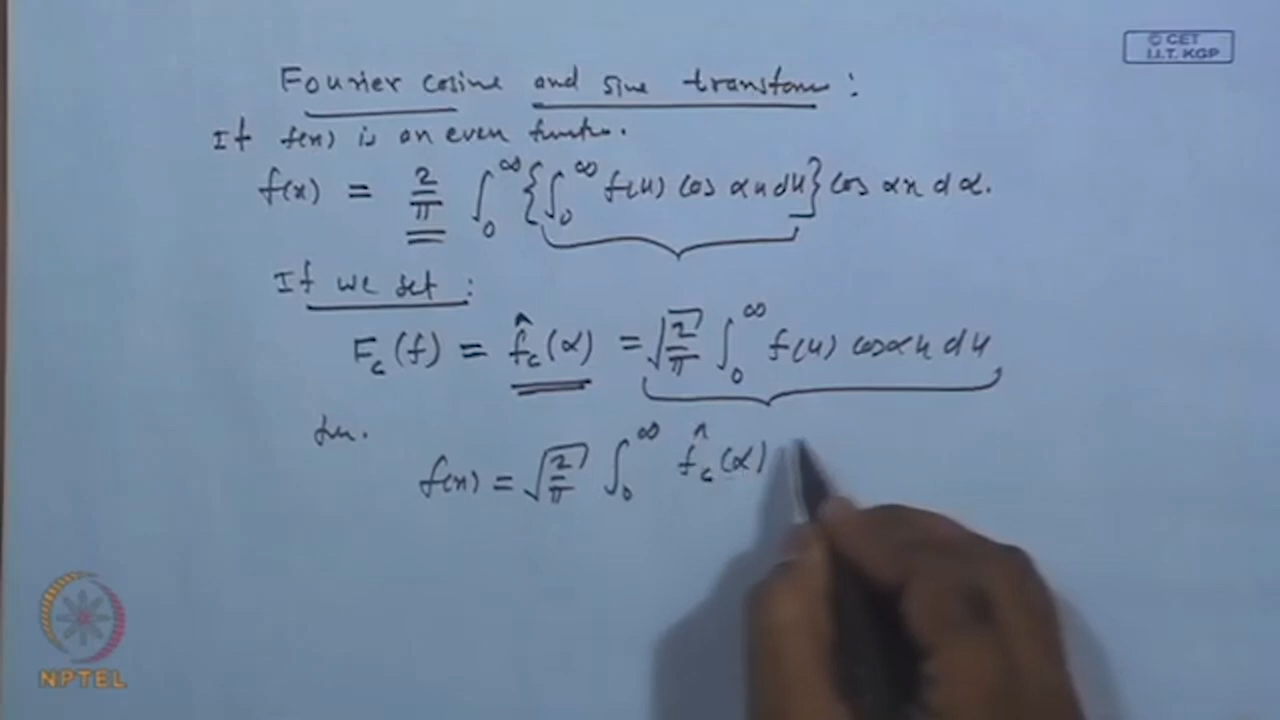 © CET
I.I.T. KGP
Fourier cosine and sine transform :
If f(x) is an even function.
f(x) = 2/π ∫₀^∞ {∫₀^∞ f(u) cos αu du} cos αx dα.
If we set :
F_c(f) = f̂_c(α) = √(2/π) ∫₀^∞ f(u) cos αu du
f(x) = √(2/π) ∫₀^∞ f̂_c(α)
NPTEL